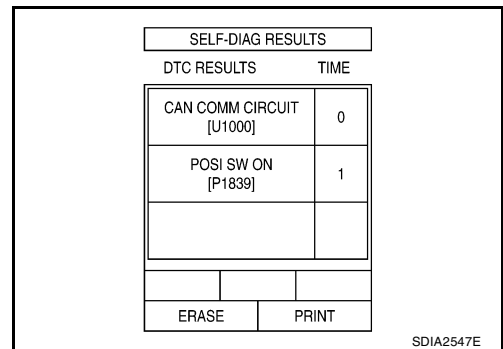 SELF-DIAG RESULTS
DTC RESULTS TIME
CAN COMM CIRCUIT
[U1000]
0
POSI SW ON
[P1839]
1
ERASE PRINT
SDIA2547E